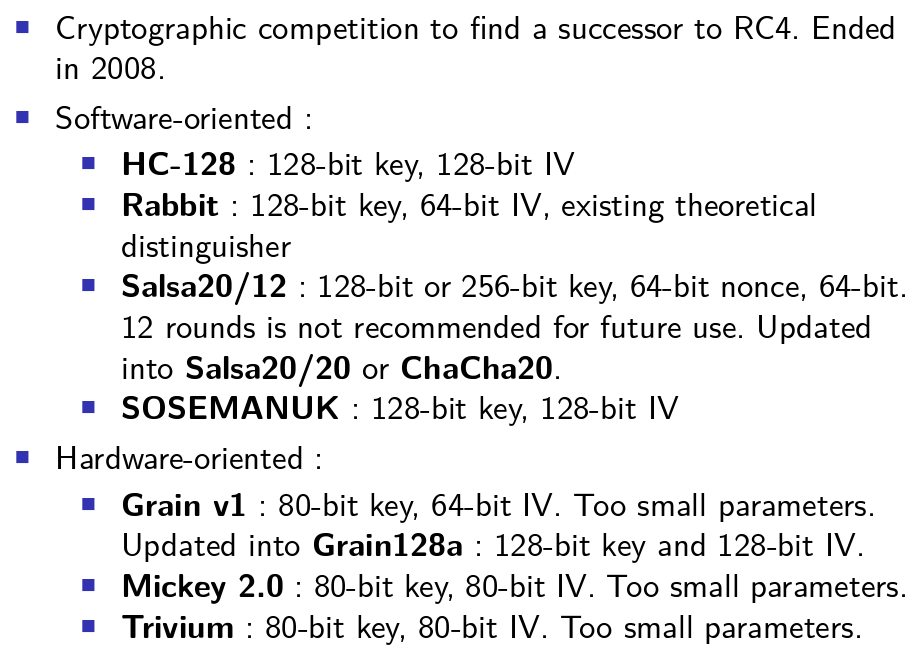 Cryptographic competition to find a successor to RC4. Ended
in 2008.
Software-oriented :
HC-128 : 128-bit key, 128-bit IV
Rabbit : 128-bit key, 64-bit IV, existing theoretical
distinguisher
Salsa20/12 : 128-bit or 256-bit key, 64-bit nonce, 64-bit.
12 rounds is not recommended for future use. Updated
into Salsa20/20 or ChaCha20.
SOSEMANUK : 128-bit key, 128-bit IV
Hardware-oriented :
Grain v1 : 80-bit key, 64-bit IV. Too small parameters.
Updated into Grain128a : 128-bit key and 128-bit IV.
Mickey 2.0 : 80-bit key, 80-bit IV. Too small parameters.
Trivium : 80-bit key, 80-bit IV. Too small parameters.